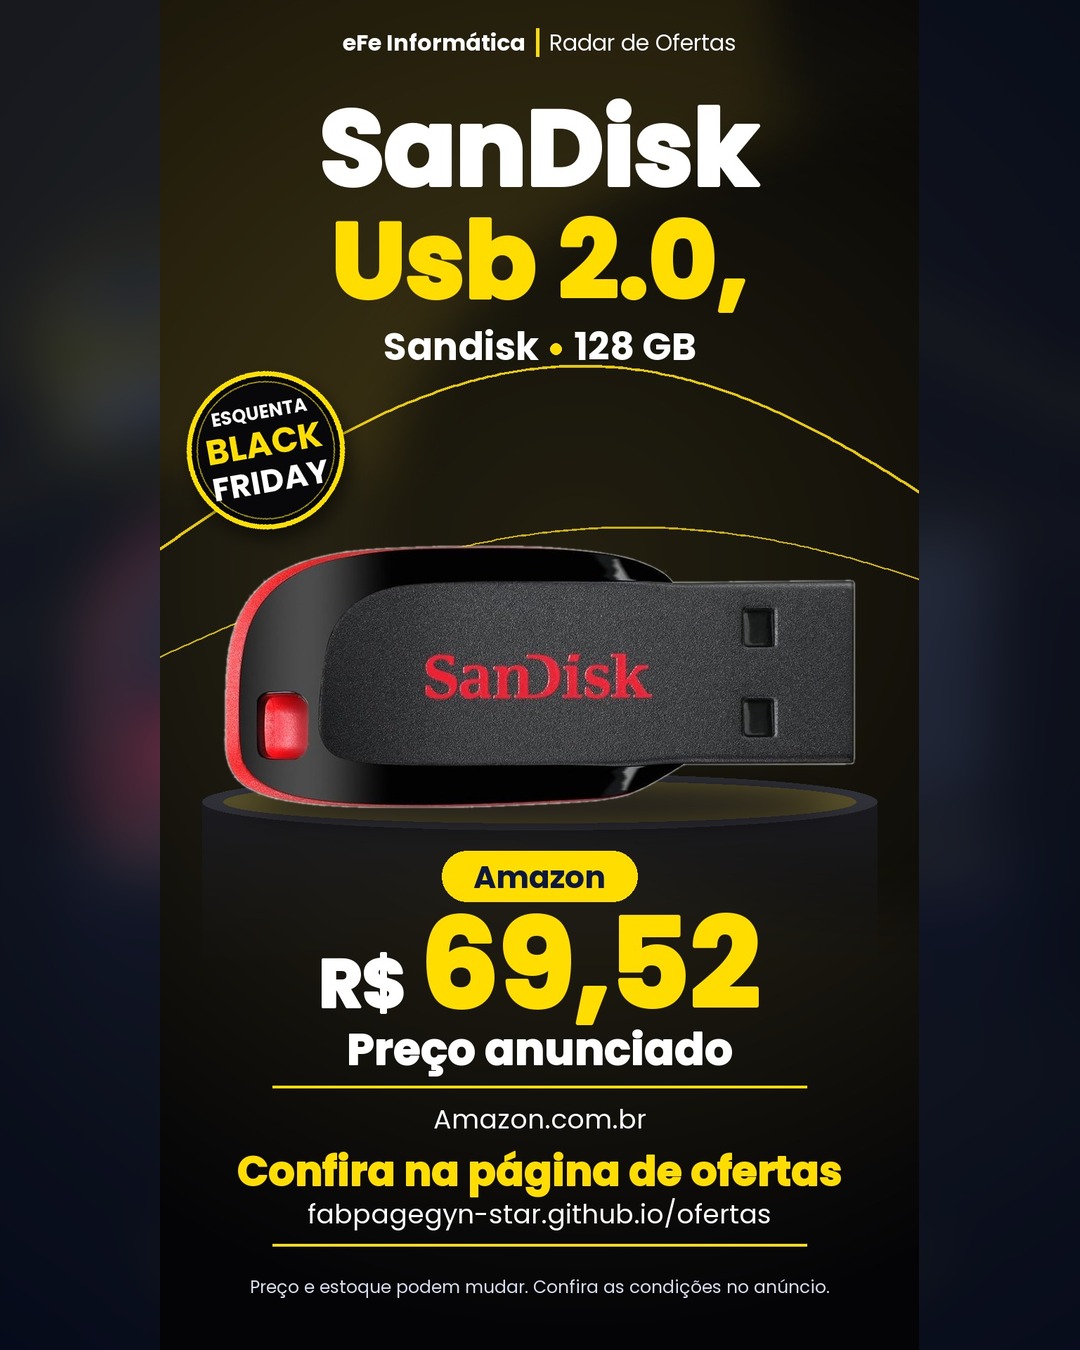 eFe Informática | Radar de Ofertas
SanDisk
Usb 2.0,
Sandisk • 128 GB
ESQUENTA
BLACK
FRIDAY
SanDisk
Amazon
R$ 69,52
Preço anunciado
Amazon.com.br
Confira na página de ofertas
fabpagegyn-star.github.io/ofertas
Preço e estoque podem mudar. Confira as condições no anúncio.